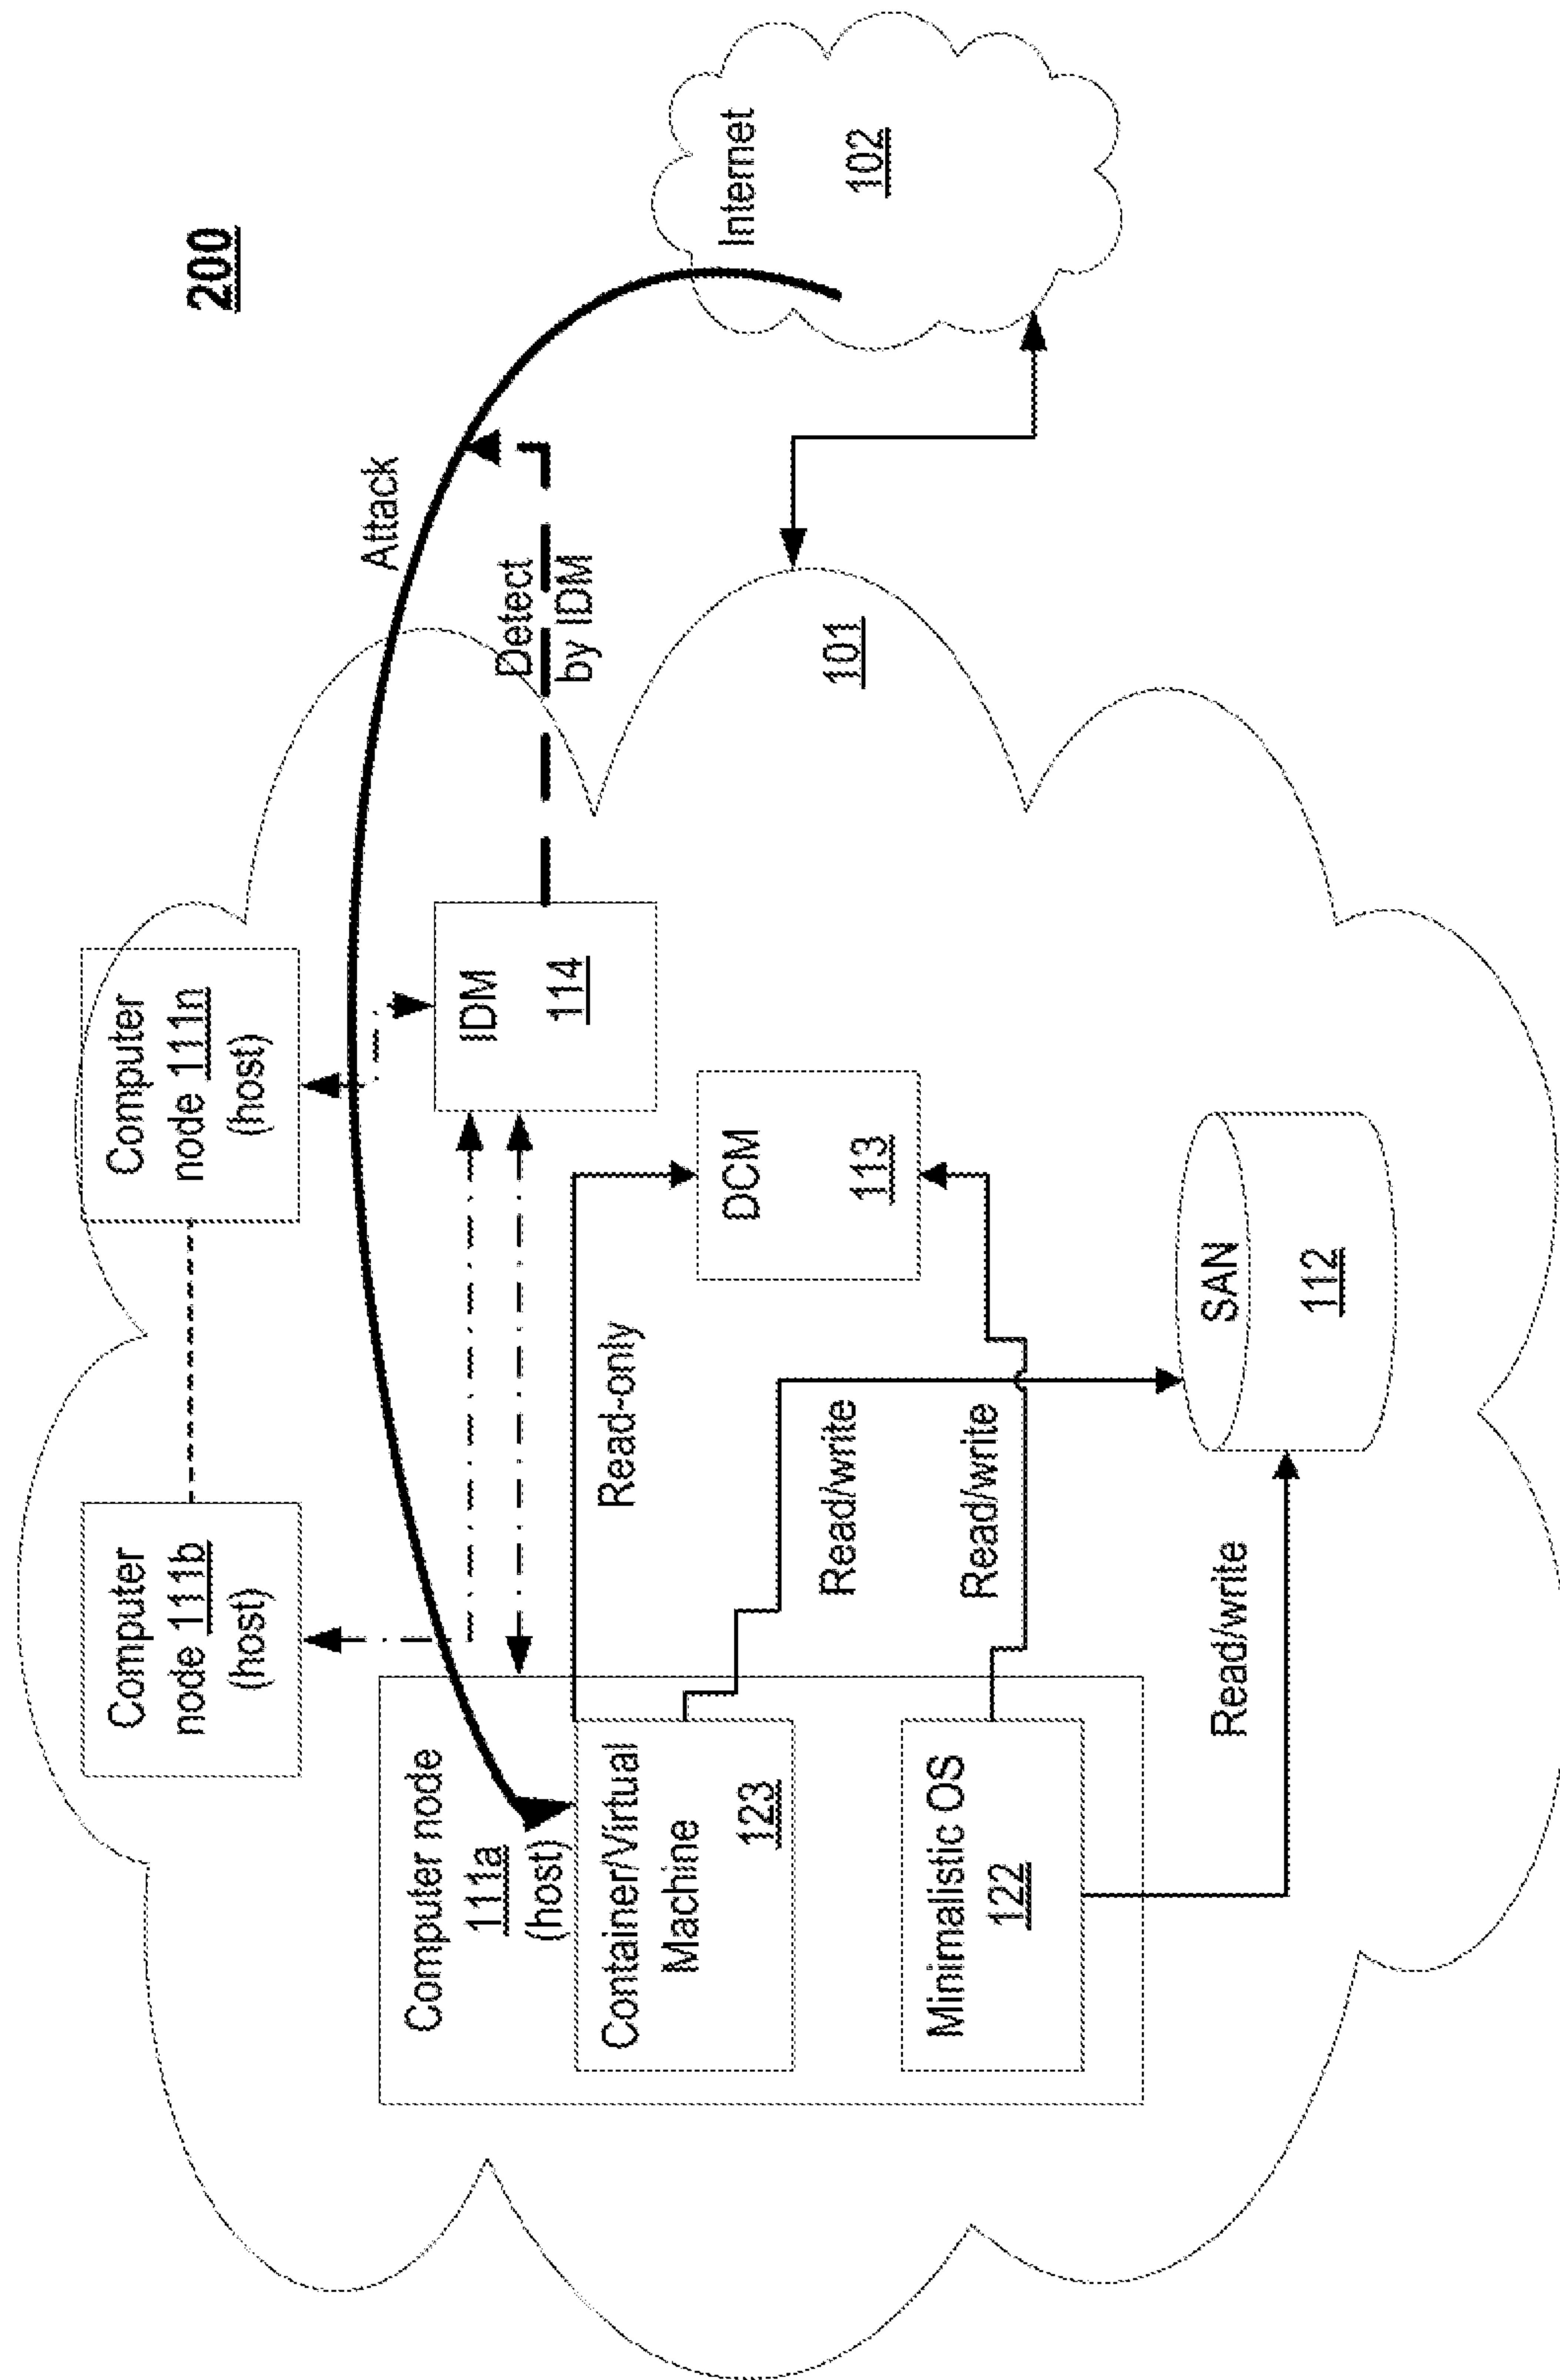 200
Computer
node 111b
(host)
Computer
node 111n
(host)
Attack
Internet
102
Detect
by IDM
IDM
114
Computer node
111a
(host)
Container/Virtual
Machine
123
Read-only
DCM
113
101
Read/write
Read/write
Minimalistic OS
122
SAN
112
Read/write